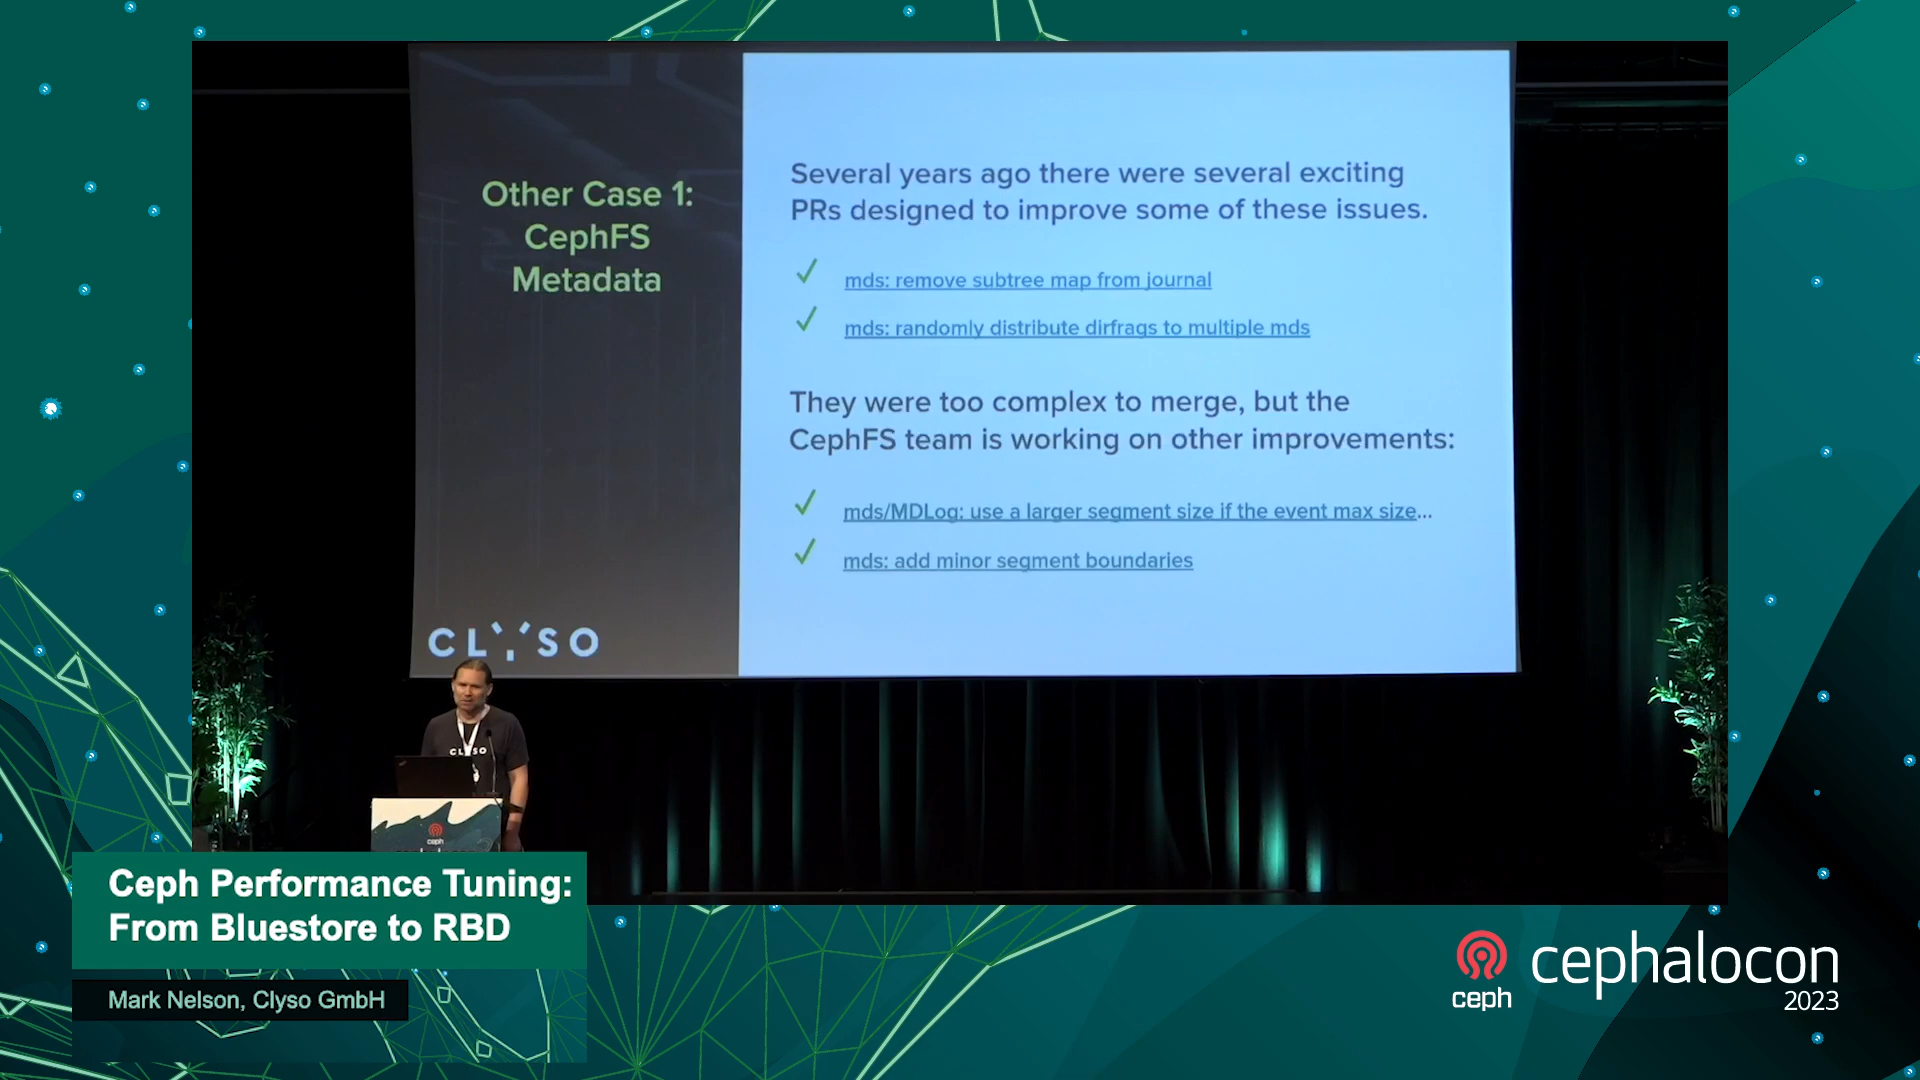 Other Case 1:
CephFS
Metadata
Several years ago there were several exciting
PRs designed to improve some of these issues.
mds: remove subtree map from journal
mds: randomly distribute dirfrags to multiple mds
They were too complex to merge, but the
CephFS team is working on other improvements:
mds/MDLog: use a larger segment size if the event max size...
mds: add minor segment boundaries
CLYSO
CLYSO
ceph
Ceph Performance Tuning:
From Bluestore to RBD
Mark Nelson, Clyso GmbH
ceph
cephalocon
2023